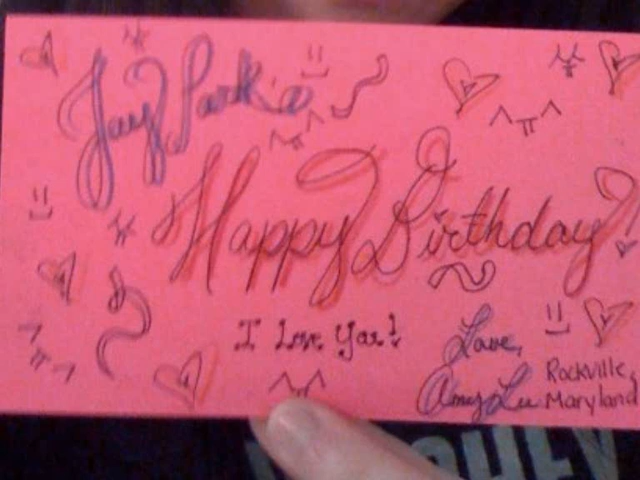 Jay Park
Happy Birthday!
I Love You!
Love,
Amy Lu
Rockville,
Maryland